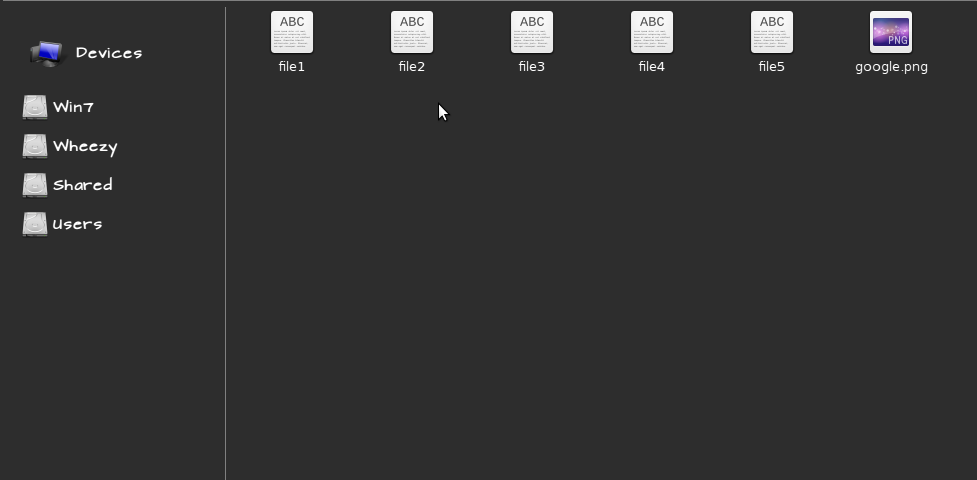 Devices
Win7
Wheezy
Shared
Users
ABC
file1
ABC
file2
ABC
file3
ABC
file4
ABC
file5
PNG
google.png